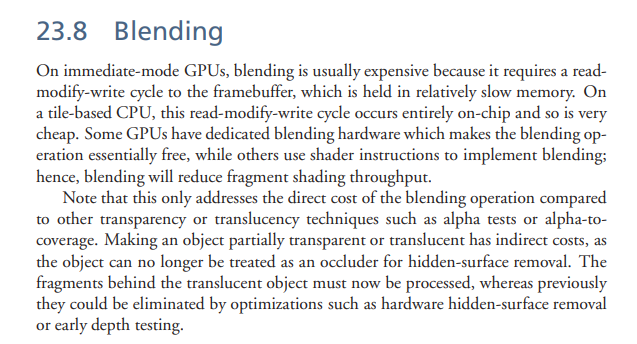 23.8 Blending
On immediate-mode GPUs, blending is usually expensive because it requires a read-
modify-write cycle to the framebuffer, which is held in relatively slow memory. On
a tile-based CPU, this read-modify-write cycle occurs entirely on-chip and so is very
cheap. Some GPUs have dedicated blending hardware which makes the blending op-
eration essentially free, while others use shader instructions to implement blending;
hence, blending will reduce fragment shading throughput.
Note that this only addresses the direct cost of the blending operation compared
to other transparency or translucency techniques such as alpha tests or alpha-to-
coverage. Making an object partially transparent or translucent has indirect costs, as
the object can no longer be treated as an occluder for hidden-surface removal. The
fragments behind the translucent object must now be processed, whereas previously
they could be eliminated by optimizations such as hardware hidden-surface removal
or early depth testing.